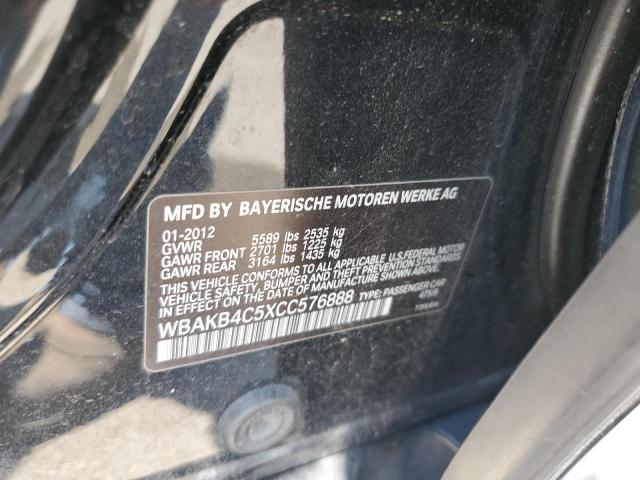 MFD BY BAYERISCHE MOTOREN WERKE AG
01-2012
GVWR 5589 lbs 2535 kg
GAWR FRONT 2701 lbs 1225 kg
GAWR REAR 3164 lbs 1435 kg
THIS VEHICLE CONFORMS TO ALL APPLICABLE U.S. FEDERAL MOTOR
VEHICLE SAFETY, BUMPER AND THEFT PREVENTION STANDARDS
IN EFFECT ON THE DATE OF MANUFACTURE SHOWN ABOVE.
WBAKB4C5XCC576888 TYPE: PASSENGER CAR